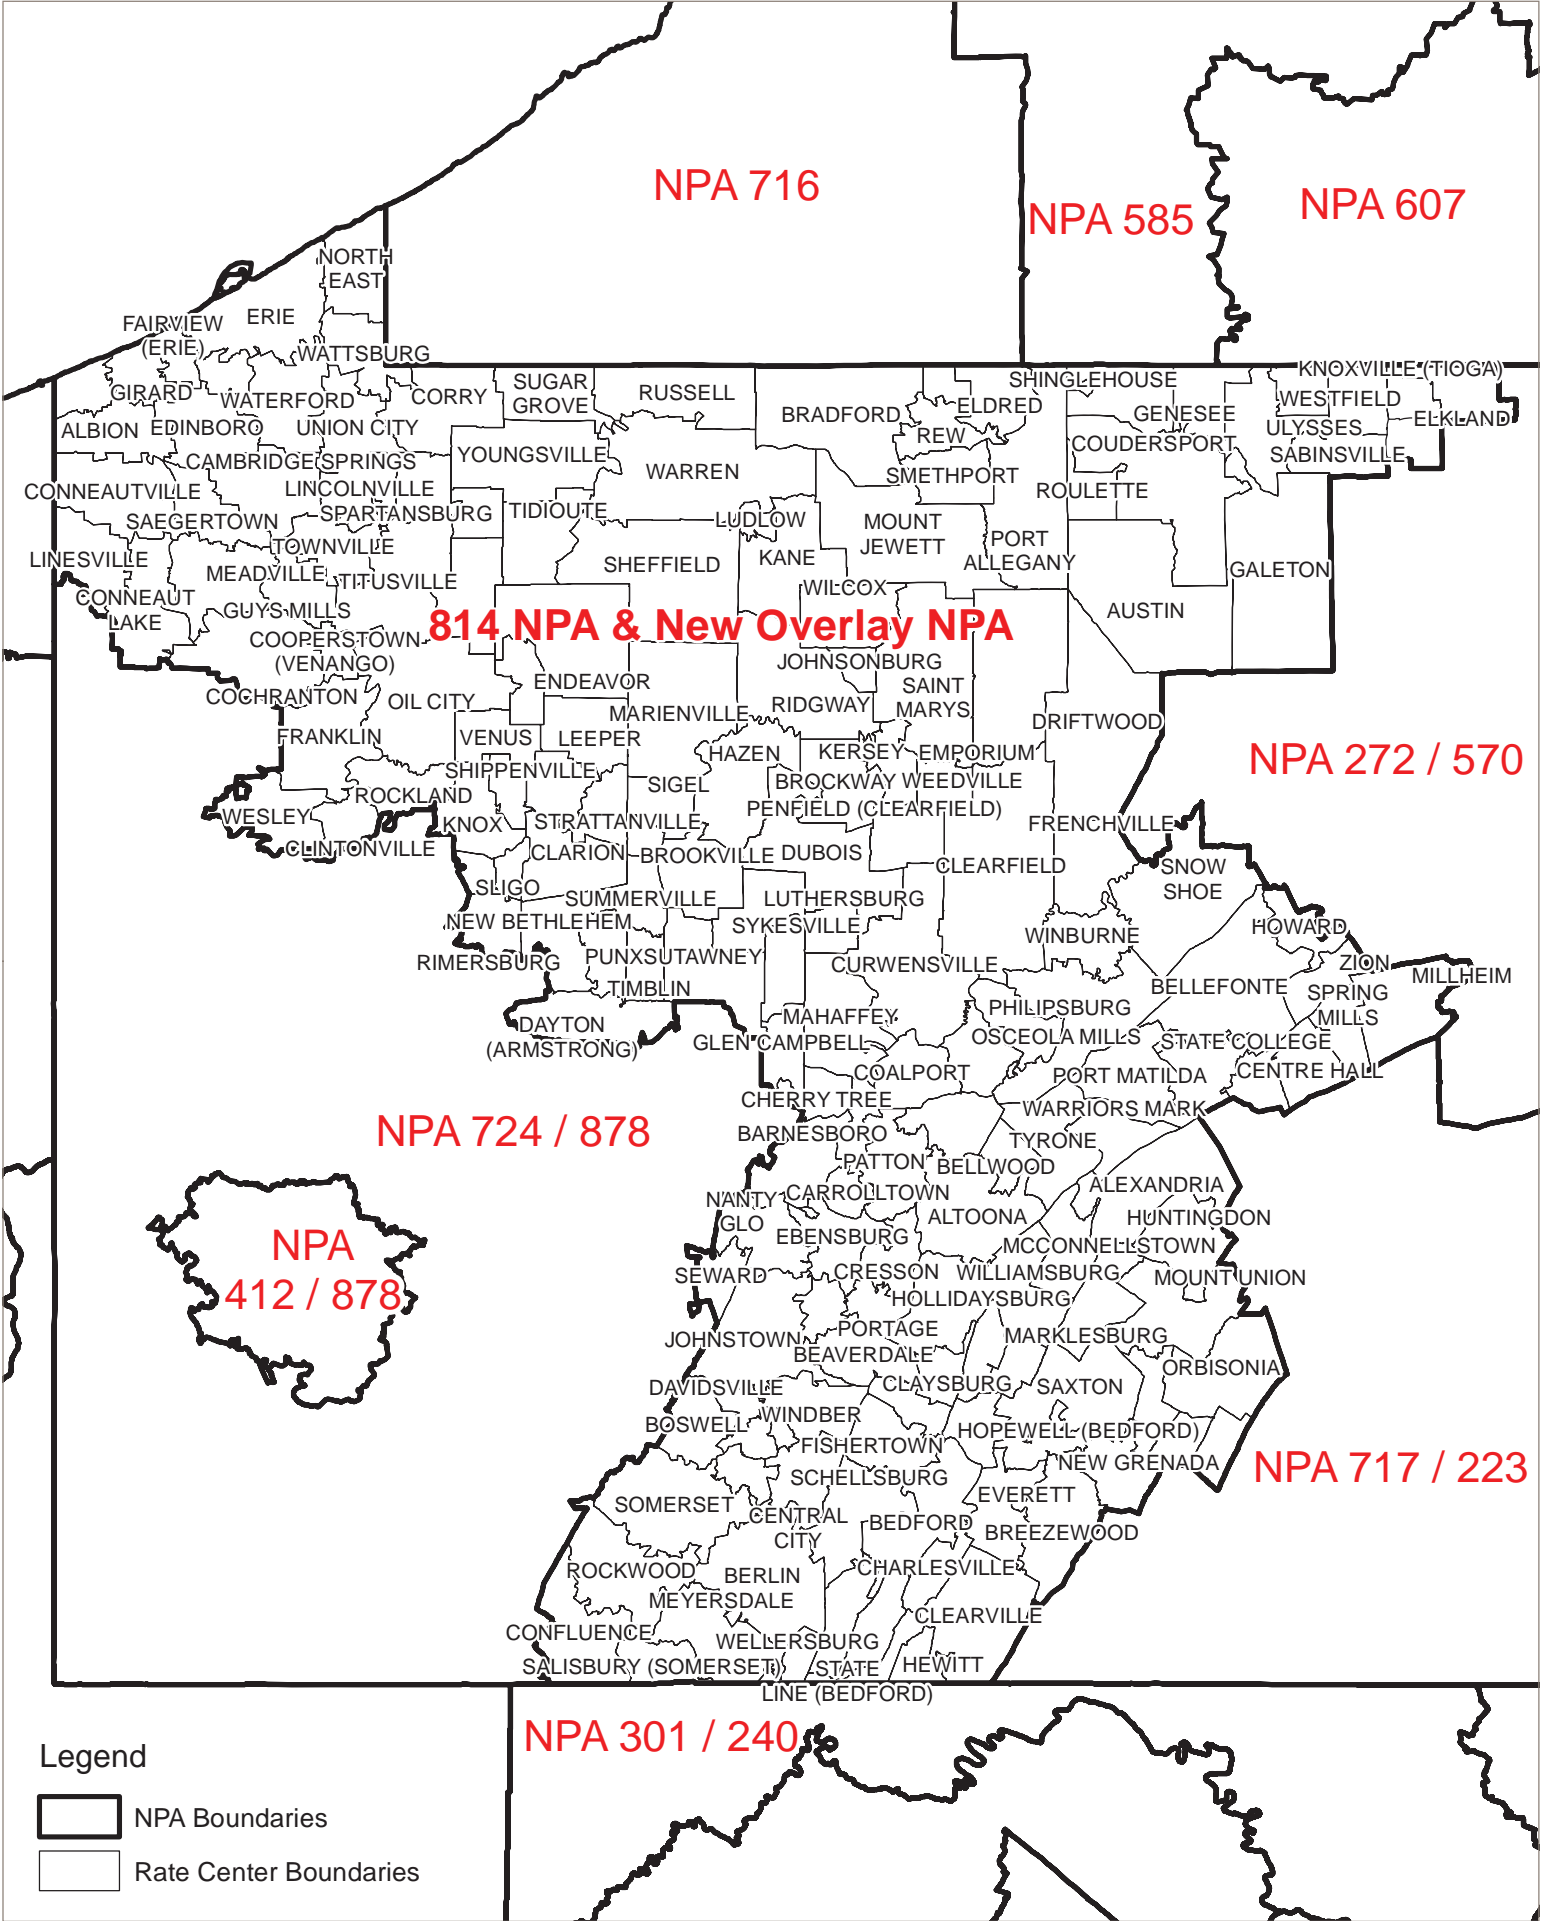 NPA 716
NPA 585
NPA 607
NORTH
EAST
FAIRVIEW
(ERIE)
ERIE
WATTSBURG
KNOXVILLE (TIOGA)
GIRARD
WATERFORD
CORRY
SUGAR
GROVE
RUSSELL
BRADFORD
ELDRED
SHINGLEHOUSE
GENESEE
WESTFIELD
ELKLAND
ALBION
EDINBORO
UNION CITY
REW
COUDERSPORT
ULYSSES
SABINSVILLE
CAMBRIDGE SPRINGS
YOUNGSVILLE
WARREN
SMETHPORT
ROULETTE
CONNEAUTVILLE
LINCOLNVILLE
SAEGERTOWN
SPARTANSBURG
TIDIOUTE
LUDLOW
MOUNT
JEWETT
PORT
ALLEGANY
LINESVILLE
TOWNVILLE
MEADVILLE
TITUSVILLE
SHEFFIELD
KANE
WILCOX
GALETON
CONNEAUT
LAKE
GUYS MILLS
AUSTIN
814 NPA & New Overlay NPA
COOPERSTOWN
(VENANGO)
JOHNSONBURG
COCHRANTON
OIL CITY
ENDEAVOR
SAINT
MARYS
RIDGWAY
MARIENVILLE
DRIFTWOOD
FRANKLIN
VENUS
LEEPER
HAZEN
KERSEY
EMPORIUM
NPA 272 / 570
SHIPPENVILLE
SIGEL
BROCKWAY
WEEDVILLE
ROCKLAND
PENFIELD (CLEARFIELD)
WESLEY
KNOX
STRATTANVILLE
FRENCHVILLE
CLINTONVILLE
CLARION
BROOKVILLE
DUBOIS
CLEARFIELD
SNOW
SHOE
SLIGO
SUMMERVILLE
LUTHERSBURG
NEW BETHLEHEM
SYKESVILLE
WINBURNE
HOWARD
RIMERSBURG
PUNXSUTAWNEY
CURWENSVILLE
ZION
MILLHEIM
TIMBLIN
BELLEFONTE
SPRING
MILLS
PHILIPSBURG
DAYTON
(ARMSTRONG)
MAHAFFEY
GLEN CAMPBELL
OSCEOLA MILLS
STATE COLLEGE
COALPORT
PORT MATILDA
CENTRE HALL
CHERRY TREE
WARRIORS MARK
NPA 724 / 878
BARNESBORO
TYRONE
PATTON
BELLWOOD
NANTY
GLO
CARROLLTOWN
ALEXANDRIA
ALTOONA
HUNTINGDON
NPA
412 / 878
EBENSBURG
MCCONNELLSTOWN
SEWARD
CRESSON
WILLIAMSBURG
MOUNT UNION
HOLLIDAYSBURG
JOHNSTOWN
PORTAGE
MARKLESBURG
BEAVERDALE
ORBISONIA
DAVIDSVILLE
CLAYSBURG
SAXTON
BOSWELL
WINDBER
HOPEWELL (BEDFORD)
FISHERTOWN
NEW GRENADA
NPA 717 / 223
SCHELLSBURG
SOMERSET
EVERETT
CENTRAL
CITY
BEDFORD
BREEZEWOOD
ROCKWOOD
BERLIN
CHARLESVILLE
MEYERSDALE
CLEARVILLE
CONFLUENCE
WELLERSBURG
SALISBURY (SOMERSET)
STATE
LINE (BEDFORD)
HEWITT
NPA 301 / 240
Legend
NPA Boundaries
Rate Center Boundaries